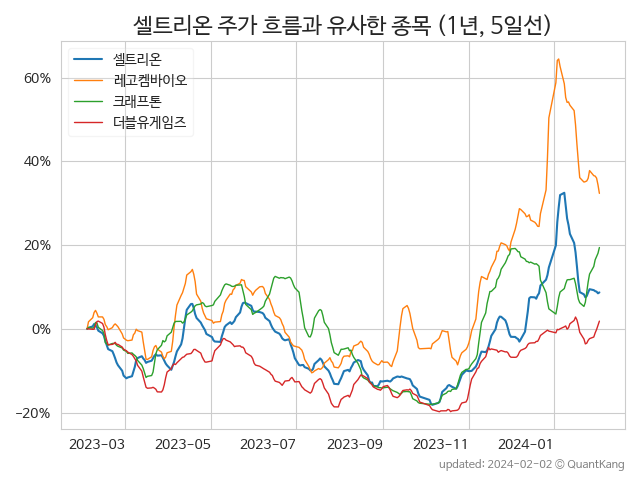 셀트리온 주가 흐름과 유사한 종목 (1년, 5일선)
셀트리온
레고켐바이오
크래프톤
더블유게임즈
60%
40%
20%
0%
−20%
2023-03 2023-05 2023-07 2023-09 2023-11 2024-01
updated: 2024-02-02 © QuantKang